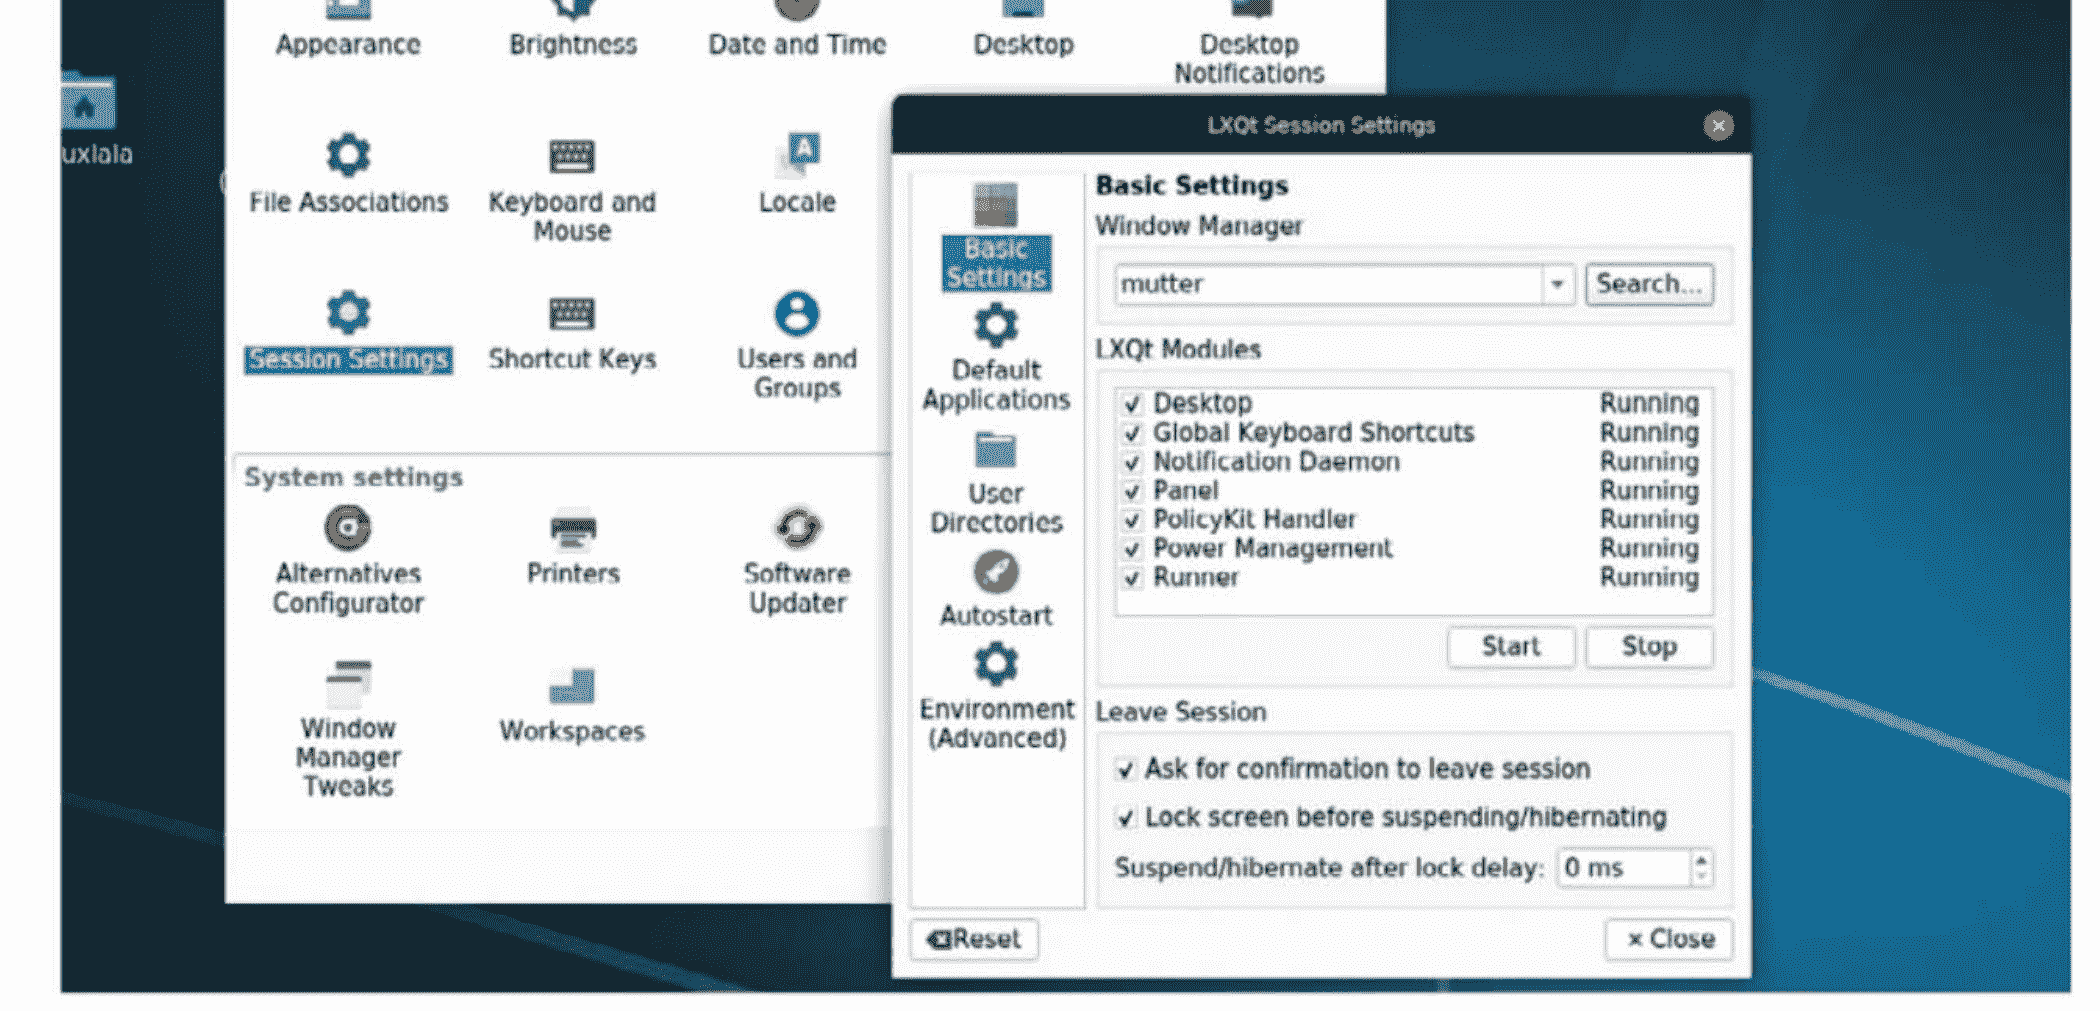 Appearance
Brightness
Date and Time
Desktop
Desktop
Notifications
uxlala
File Associations
Keyboard and
Mouse
Locale
Session Settings
Shortcut Keys
Users and
Groups
System settings
Alternatives
Configurator
Printers
Software
Updater
Window
Manager
Tweaks
Workspaces
LXQt Session Settings
Basic
Settings
Default
Applications
User
Directories
Autostart
Environment
(Advanced)
Basic Settings
Window Manager
mutter
Search...
LXQt Modules
Desktop Running
Global Keyboard Shortcuts Running
Notification Daemon Running
Panel Running
PolicyKit Handler Running
Power Management Running
Runner Running
Start
Stop
Leave Session
Ask for confirmation to leave session
Lock screen before suspending/hibernating
Suspend/hibernate after lock delay: 0 ms
Reset
Close